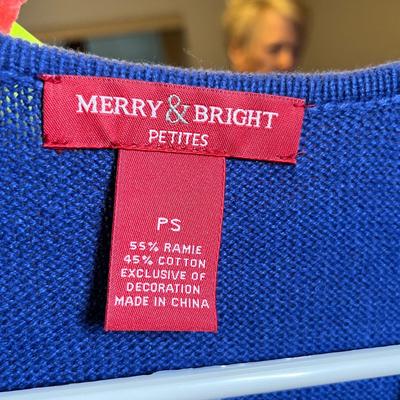 MERRY & BRIGHT
PETITES
PS
55% RAMIE
45% COTTON
EXCLUSIVE OF
DECORATION
MADE IN CHINA